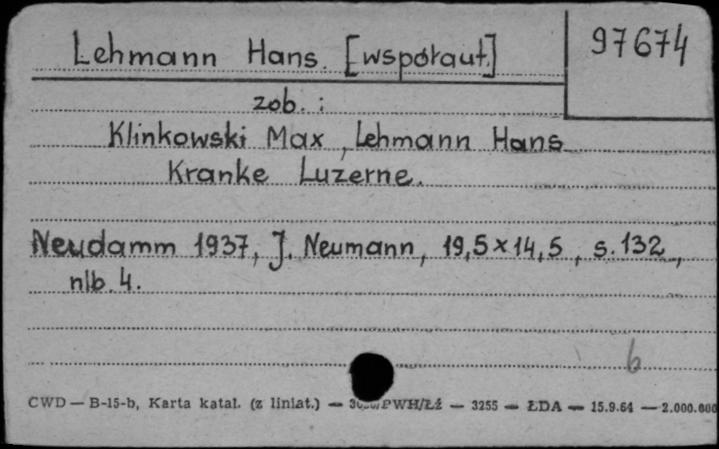 Lehmann Hans. [współaut.]
97674
zob. :
Klinkowski Max, Lehmann Hans
Kranke Luzerne.
Neudamm 1937, J. Neumann, 19,5×14,5, s. 132,
nlb. 4.
b
CWD — B-15-b, Karta katal. (z liniat.) — PWH/Łź — 3255 — ŁDA — 15.9.64 — 2.000.000